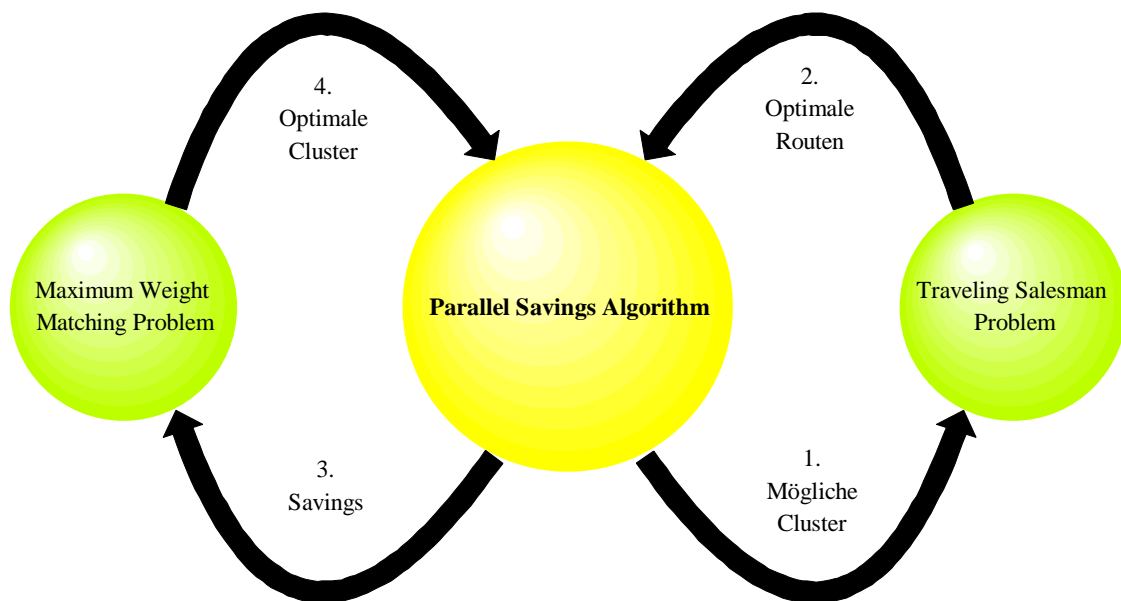 4.
Optimale
Cluster
2.
Optimale
Routen
Maximum Weight
Matching Problem
Parallel Savings Algorithm
Traveling Salesman
Problem
3.
Savings
1.
Mögliche
Cluster